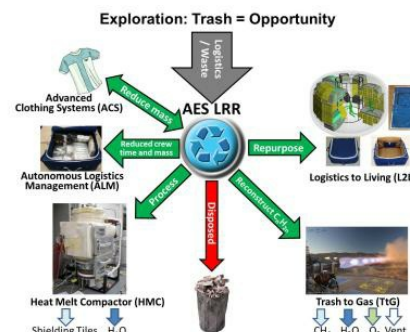 Exploration: Trash = Opportunity
Logistics
/ Waste
Advanced
Clothing Systems (ACS)
Reduce mass
AES LRR
Reduced crew
time and mass
Repurpose
Autonomous Logistics
Management (ALM)
Logistics to Living (L2L
Process
Disposed
Reconstruct
Heat Melt Compactor (HMC)
Trash to Gas (TtG)
Shielding Tiles H₂O
CH₄ H₂O O₂ Vent